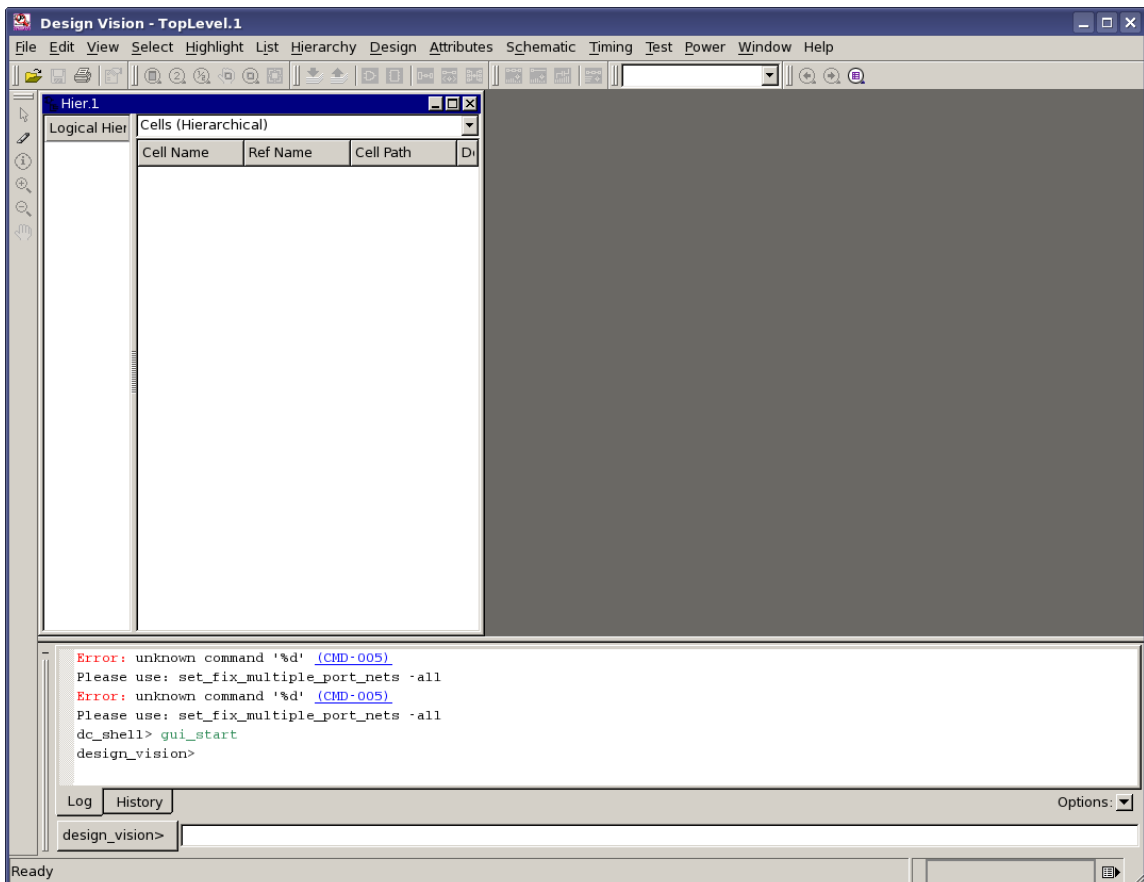 Design Vision - TopLevel.1
File Edit View Select Highlight List Hierarchy Design Attributes Schematic Timing Test Power Window Help
Hier.1
Logical Hier
Cells (Hierarchical)
Cell Name Ref Name Cell Path D
Error: unknown command '%d' (CMD-005)
Please use: set_fix_multiple_port_nets -all
Error: unknown command '%d' (CMD-005)
Please use: set_fix_multiple_port_nets -all
dc_shell> gui_start
design_vision>
Log History Options:
design_vision>
Ready